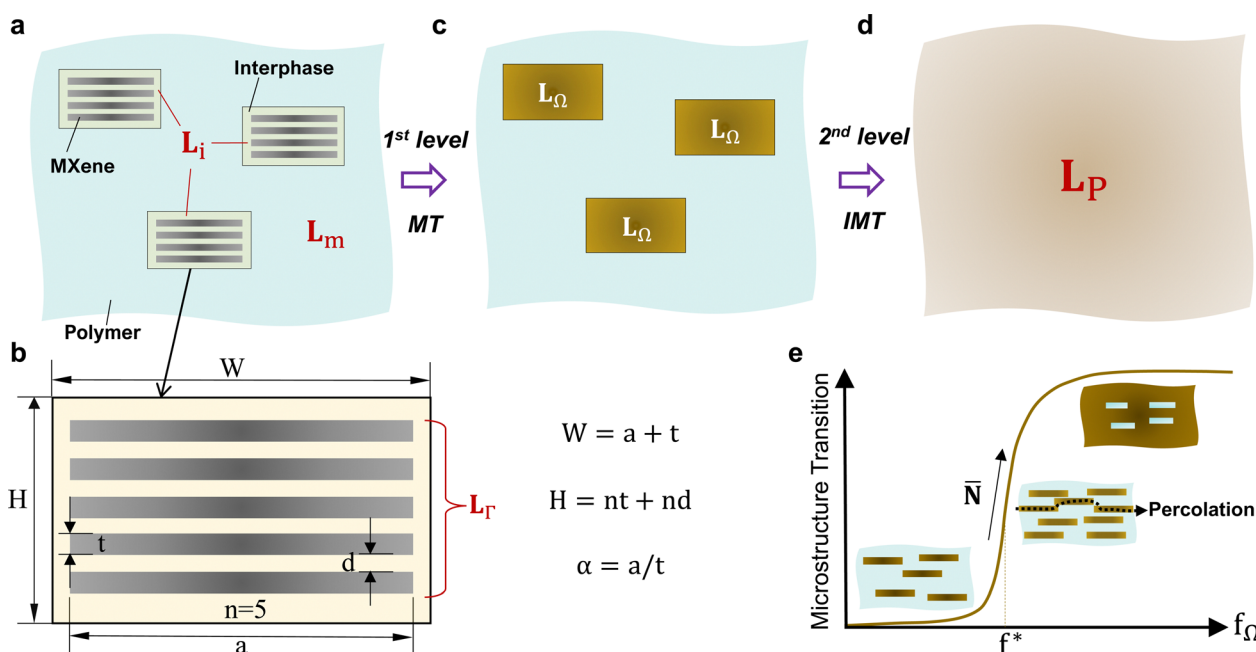 a
Interphase
MXene
L_i
L_m
Polymer
1st level
MT
c
L_Ω
L_Ω
L_Ω
2nd level
IMT
d
L_P
b
W
H
t
d
n=5
a
L_Γ
W = a + t
H = nt + nd
α = a/t
e
Microstructure Transition
N̅
Percolation
f*
f_Ω